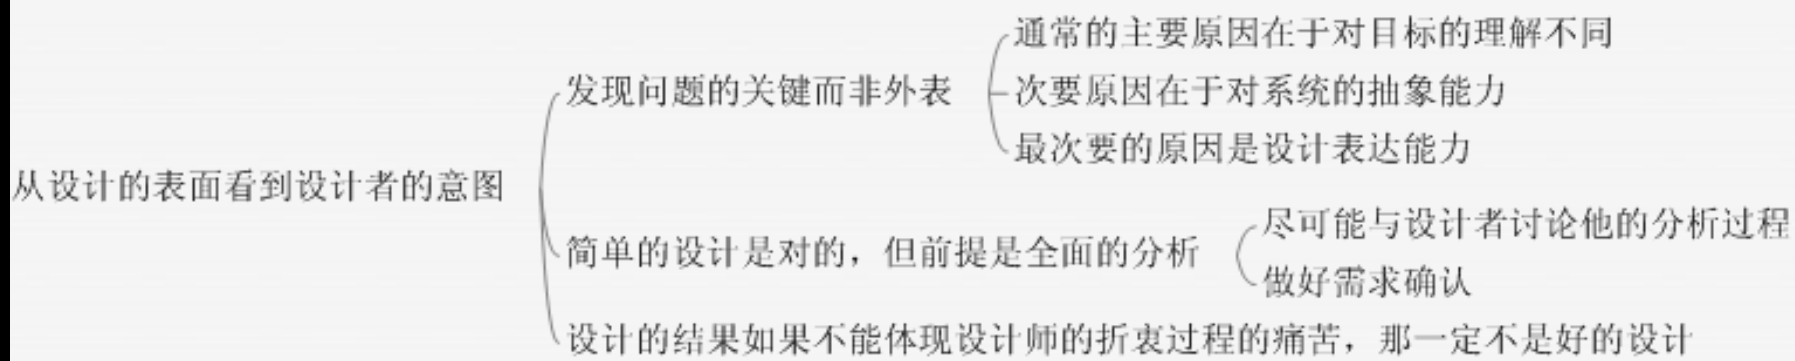 从设计的表面看到设计者的意图
发现问题的关键而非外表
通常的主要原因在于对目标的理解不同
次要原因在于对系统的抽象能力
最次要的原因是设计表达能力
简单的设计是对的，但前提是全面的分析
尽可能与设计者讨论他的分析过程
做好需求确认
设计的结果如果不能体现设计师的折衷过程的痛苦，那一定不是好的设计